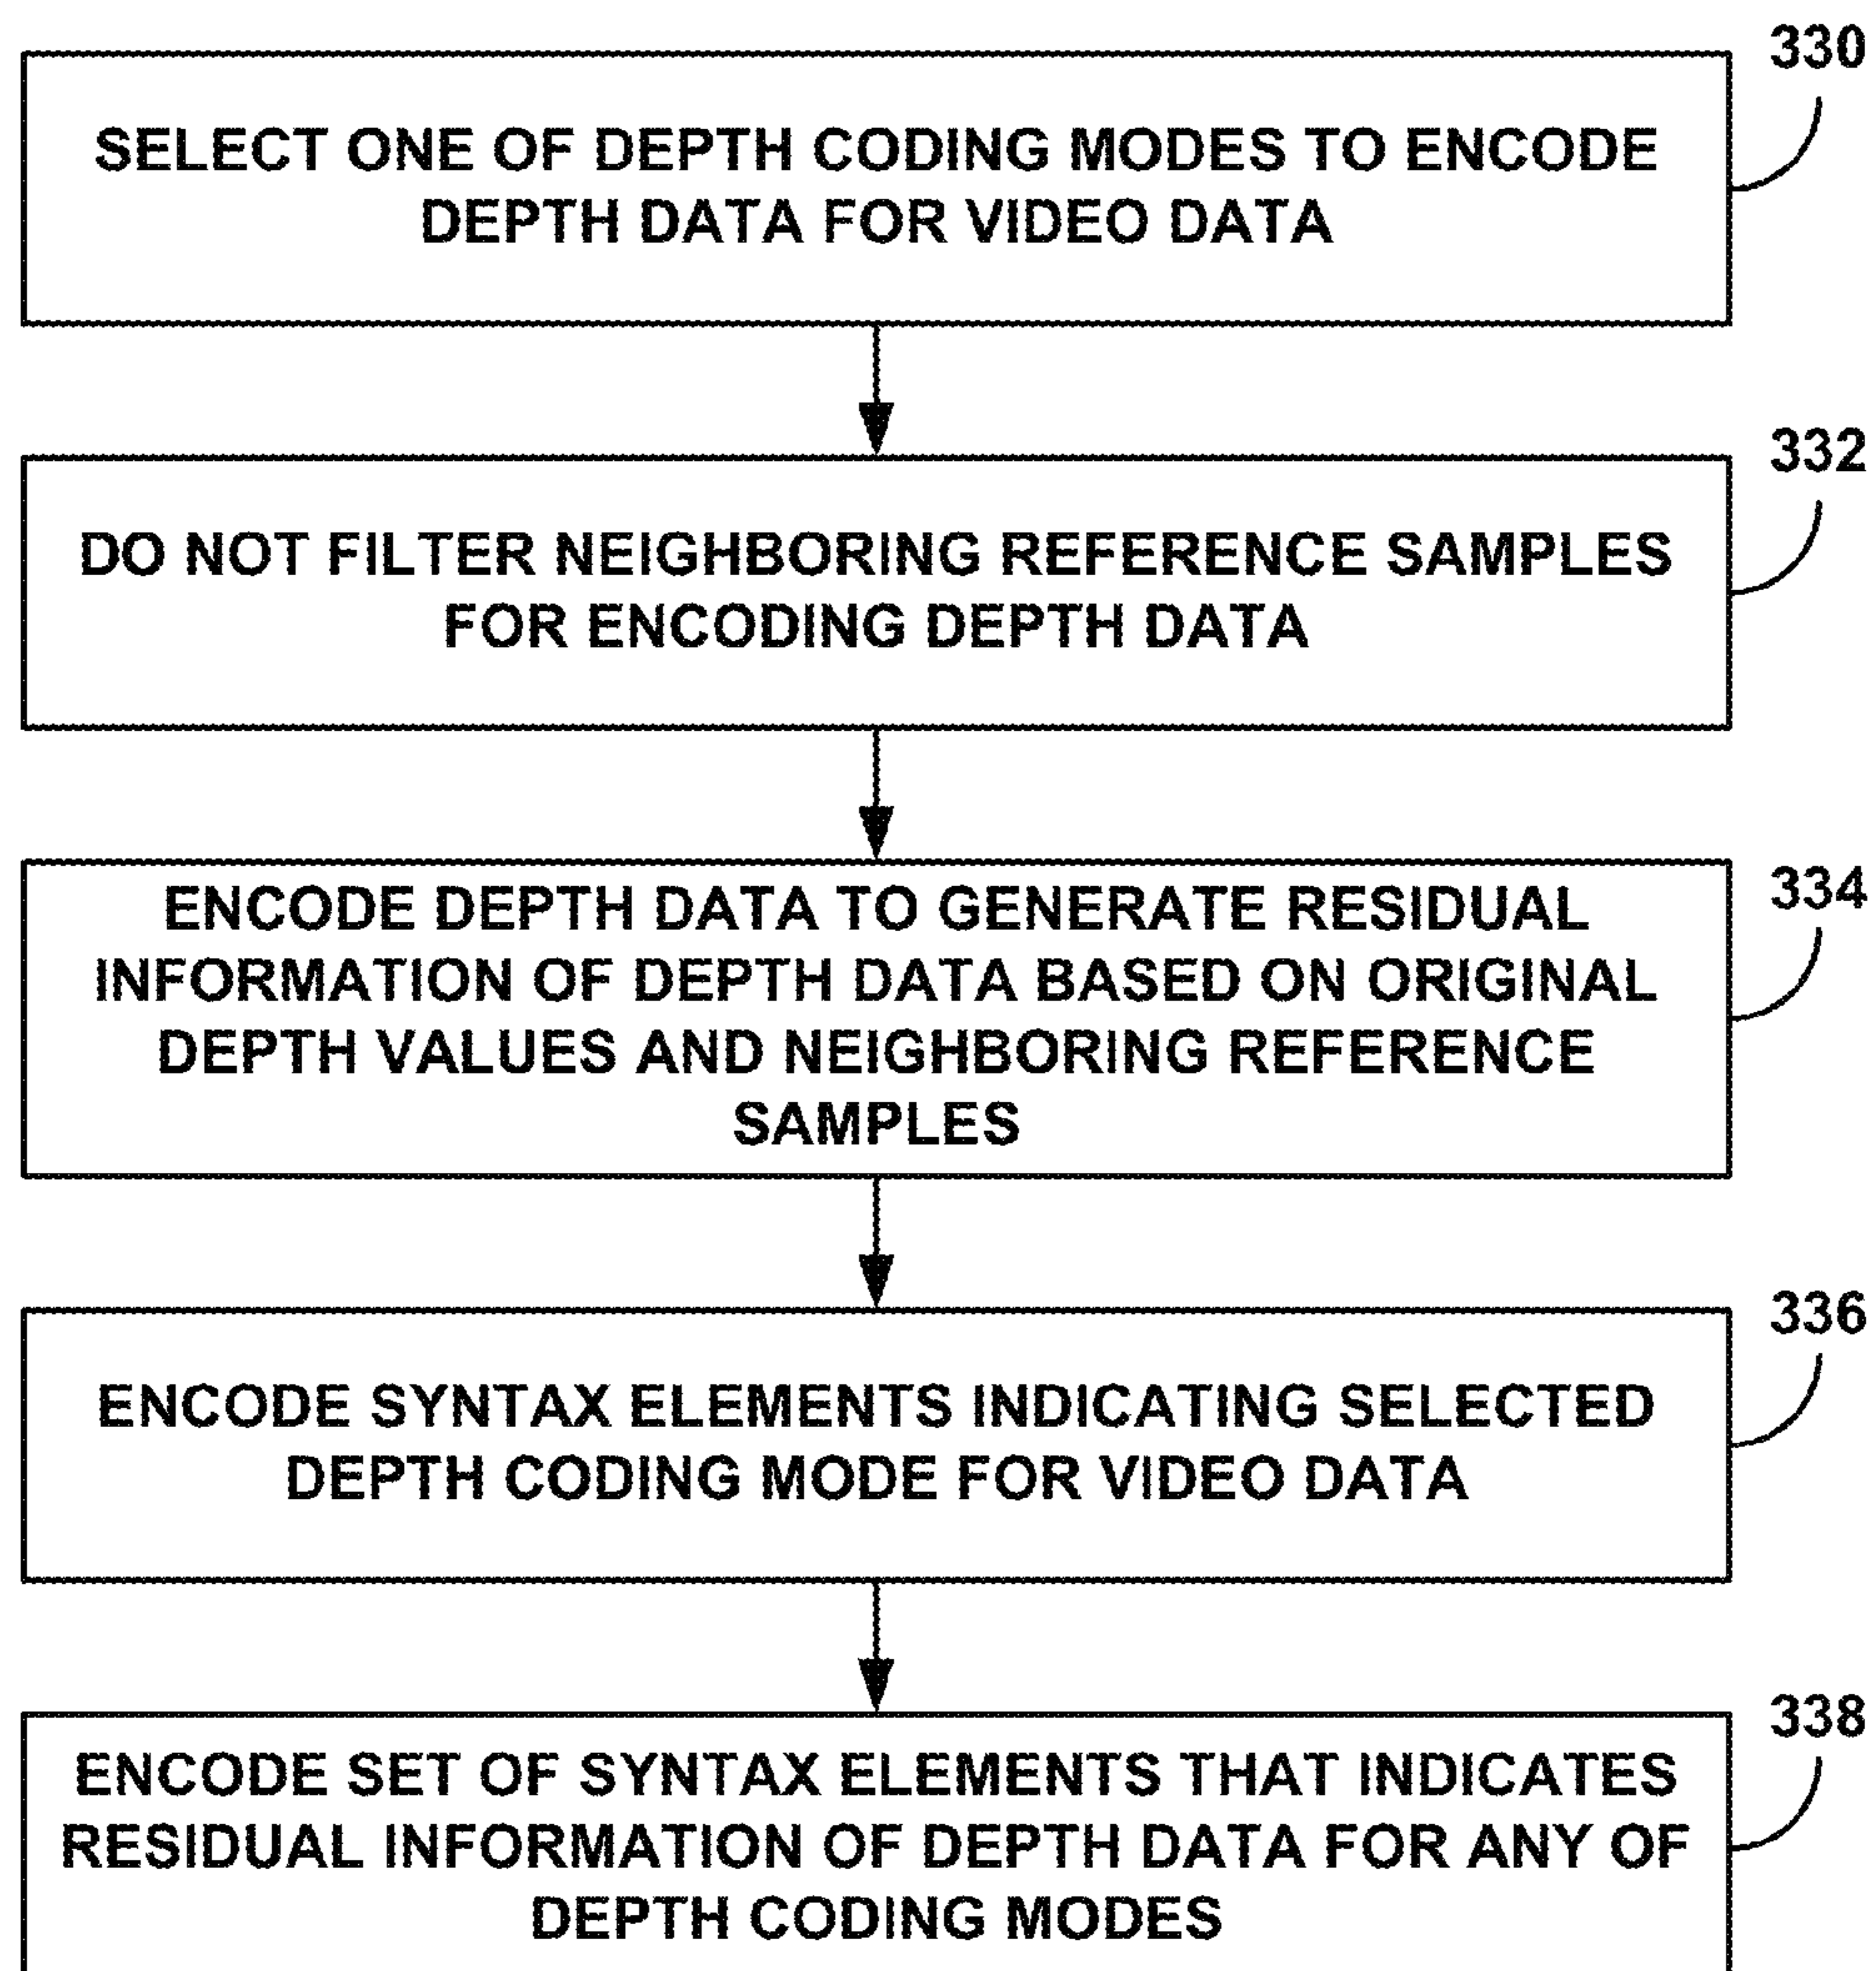 330
SELECT ONE OF DEPTH CODING MODES TO ENCODE
DEPTH DATA FOR VIDEO DATA
332
DO NOT FILTER NEIGHBORING REFERENCE SAMPLES
FOR ENCODING DEPTH DATA
334
ENCODE DEPTH DATA TO GENERATE RESIDUAL
INFORMATION OF DEPTH DATA BASED ON ORIGINAL
DEPTH VALUES AND NEIGHBORING REFERENCE
SAMPLES
336
ENCODE SYNTAX ELEMENTS INDICATING SELECTED
DEPTH CODING MODE FOR VIDEO DATA
338
ENCODE SET OF SYNTAX ELEMENTS THAT INDICATES
RESIDUAL INFORMATION OF DEPTH DATA FOR ANY OF
DEPTH CODING MODES